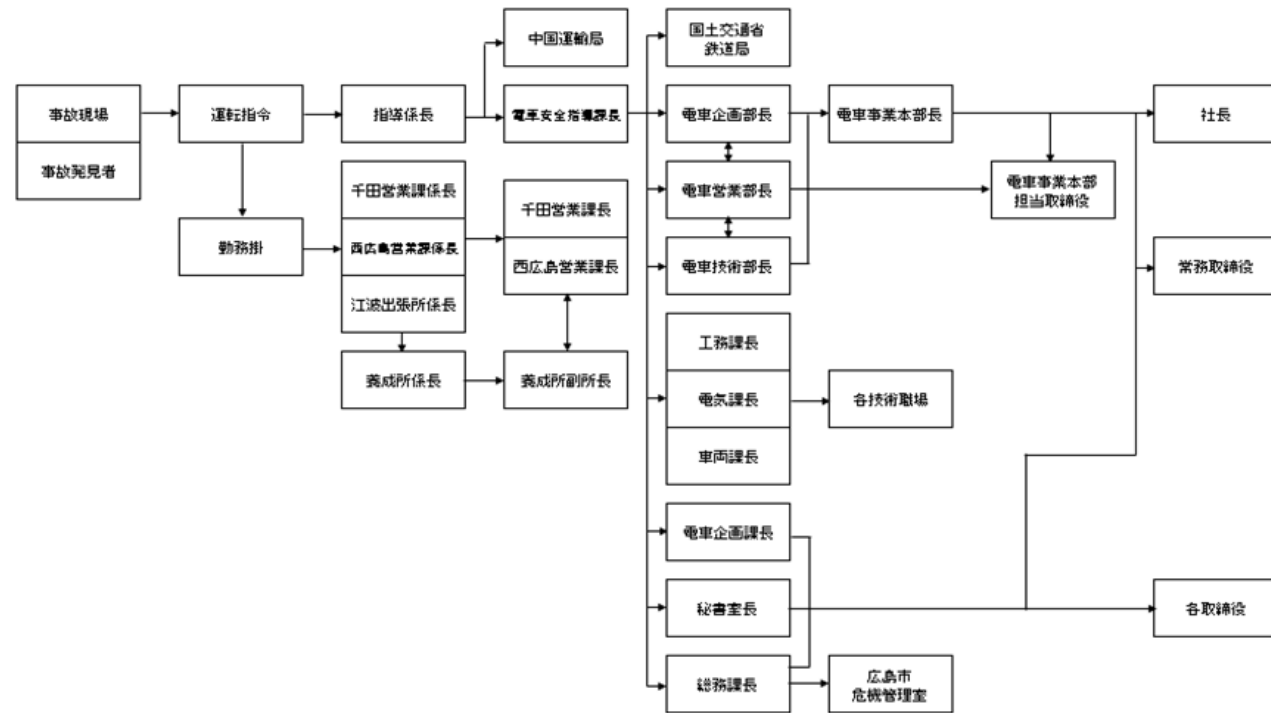 中国運輸局
国土交通省
鉄道局
事故現場
事故発見者
運転指令
指導係長
電車安全指導課長
電車企画部長
電車事業本部長
社長
千田営業課係長
西広島営業課係長
江波出張所係長
千田営業課長
西広島営業課長
電車営業部長
電車事業本部
担当取締役
勤務掛
電車技術部長
常務取締役
養成所係長
養成所副所長
工務課長
電気課長
車両課長
各技術職場
電車企画課長
秘書室長
各取締役
総務課長
広島市
危機管理室